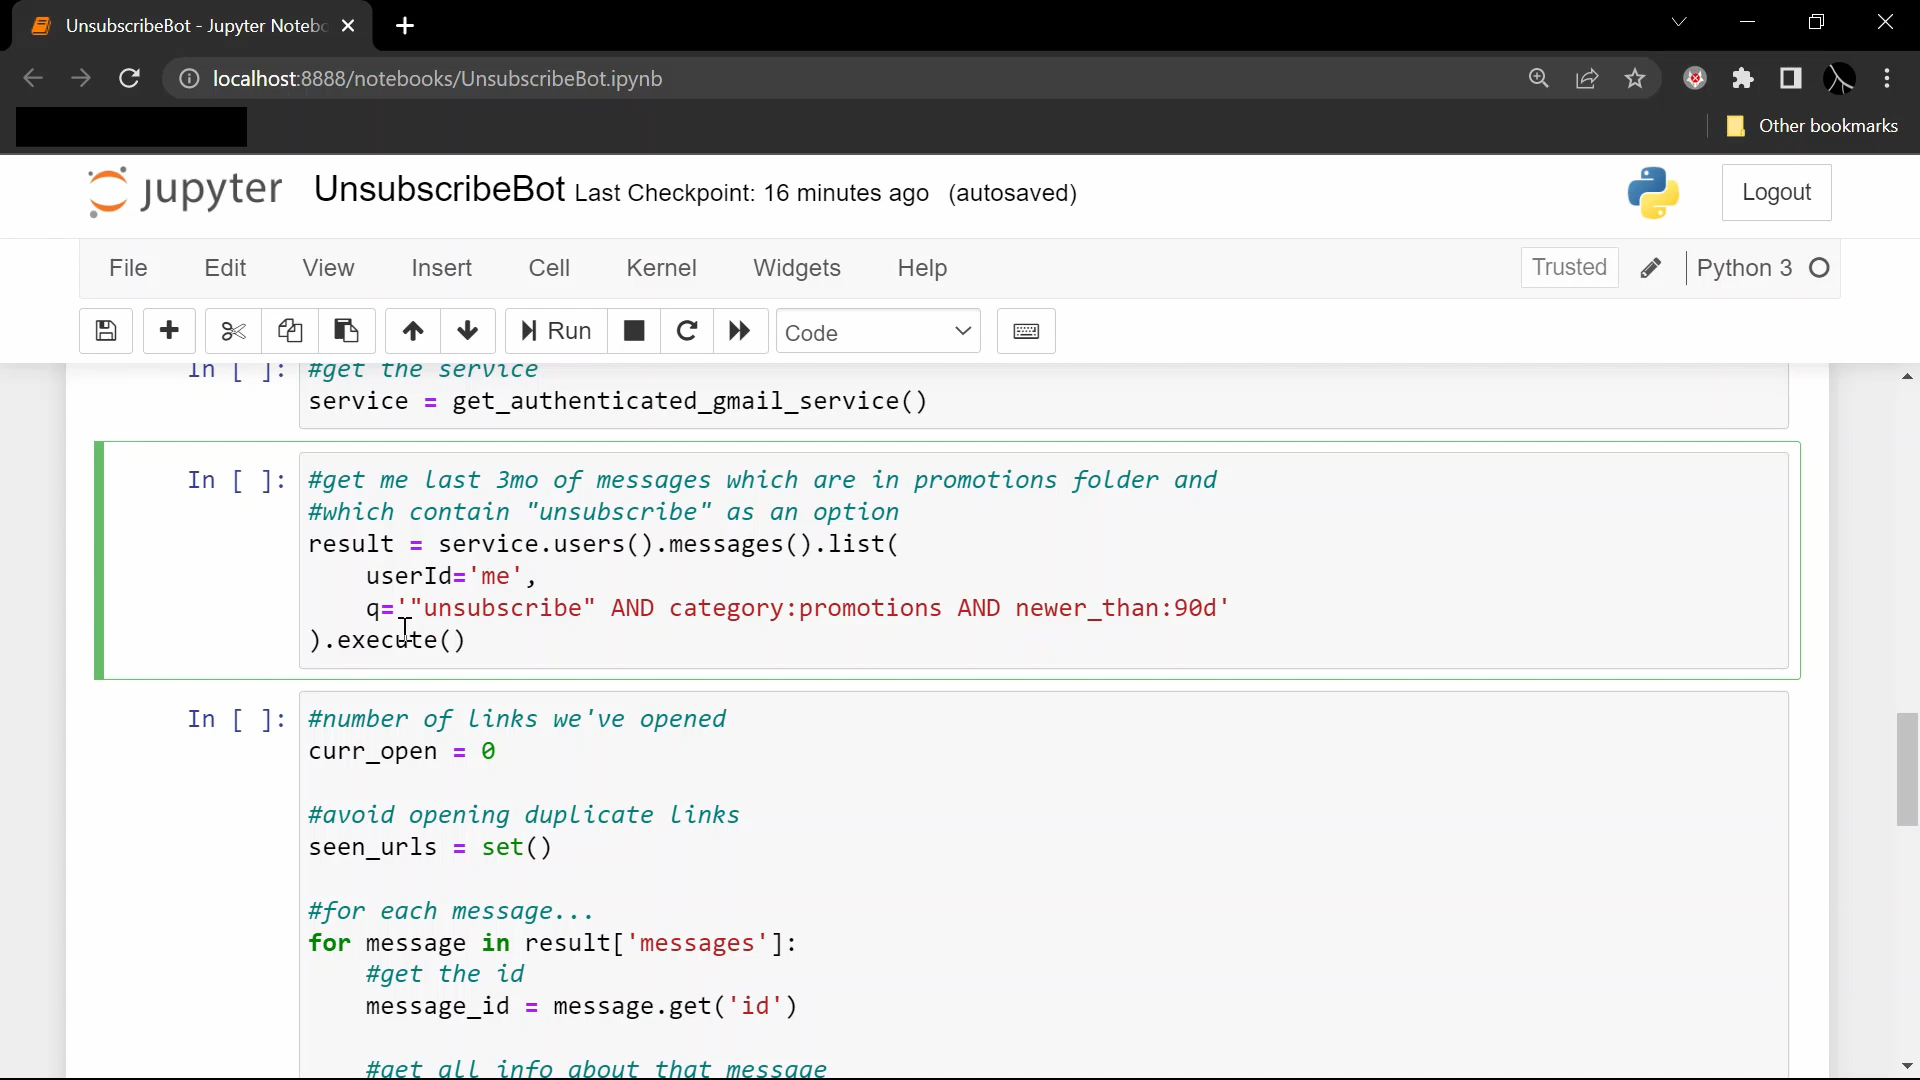 UnsubscribeBot - Jupyter Notebo
localhost:8888/notebooks/UnsubscribeBot.ipynb
Other bookmarks
jupyter UnsubscribeBot Last Checkpoint: 16 minutes ago (autosaved)
Logout
File Edit View Insert Cell Kernel Widgets Help
Trusted Python 3
Run Code
In [ ]: #get the service
service = get_authenticated_gmail_service()
In [ ]: #get me last 3mo of messages which are in promotions folder and
#which contain "unsubscribe" as an option
result = service.users().messages().list(
    userId='me',
    q='"unsubscribe" AND category:promotions AND newer_than:90d'
).execute()
In [ ]: #number of links we've opened
curr_open = 0
#avoid opening duplicate links
seen_urls = set()
#for each message...
for message in result['messages']:
    #get the id
    message_id = message.get('id')
    #get all info about that message